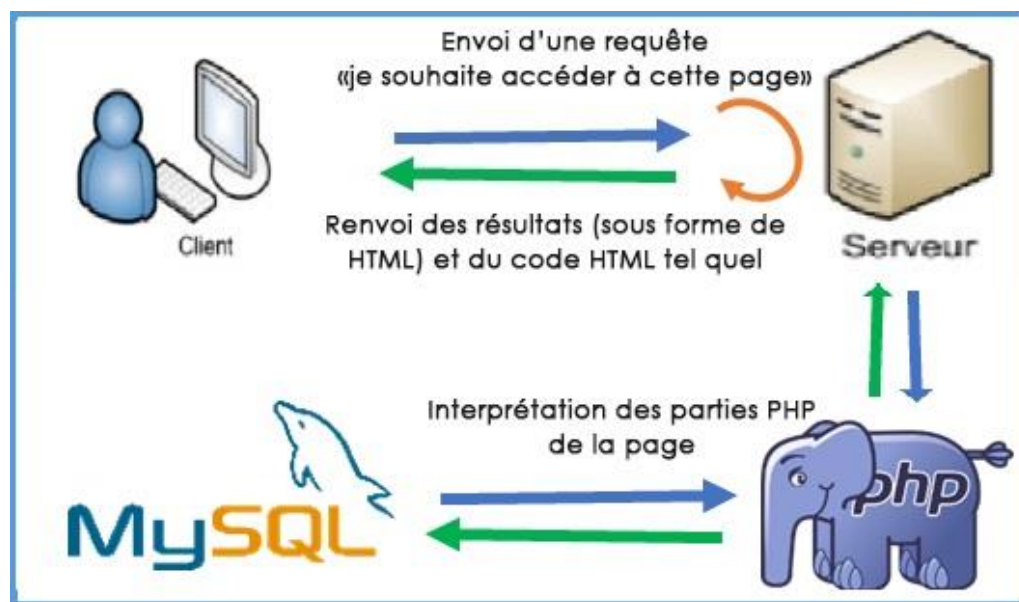 Envoi d'une requête
«je souhaite accéder à cette page»
Client
Renvoi des résultats (sous forme de
HTML) et du code HTML tel quel
Serveur
Interprétation des parties PHP
de la page
MySQL
php